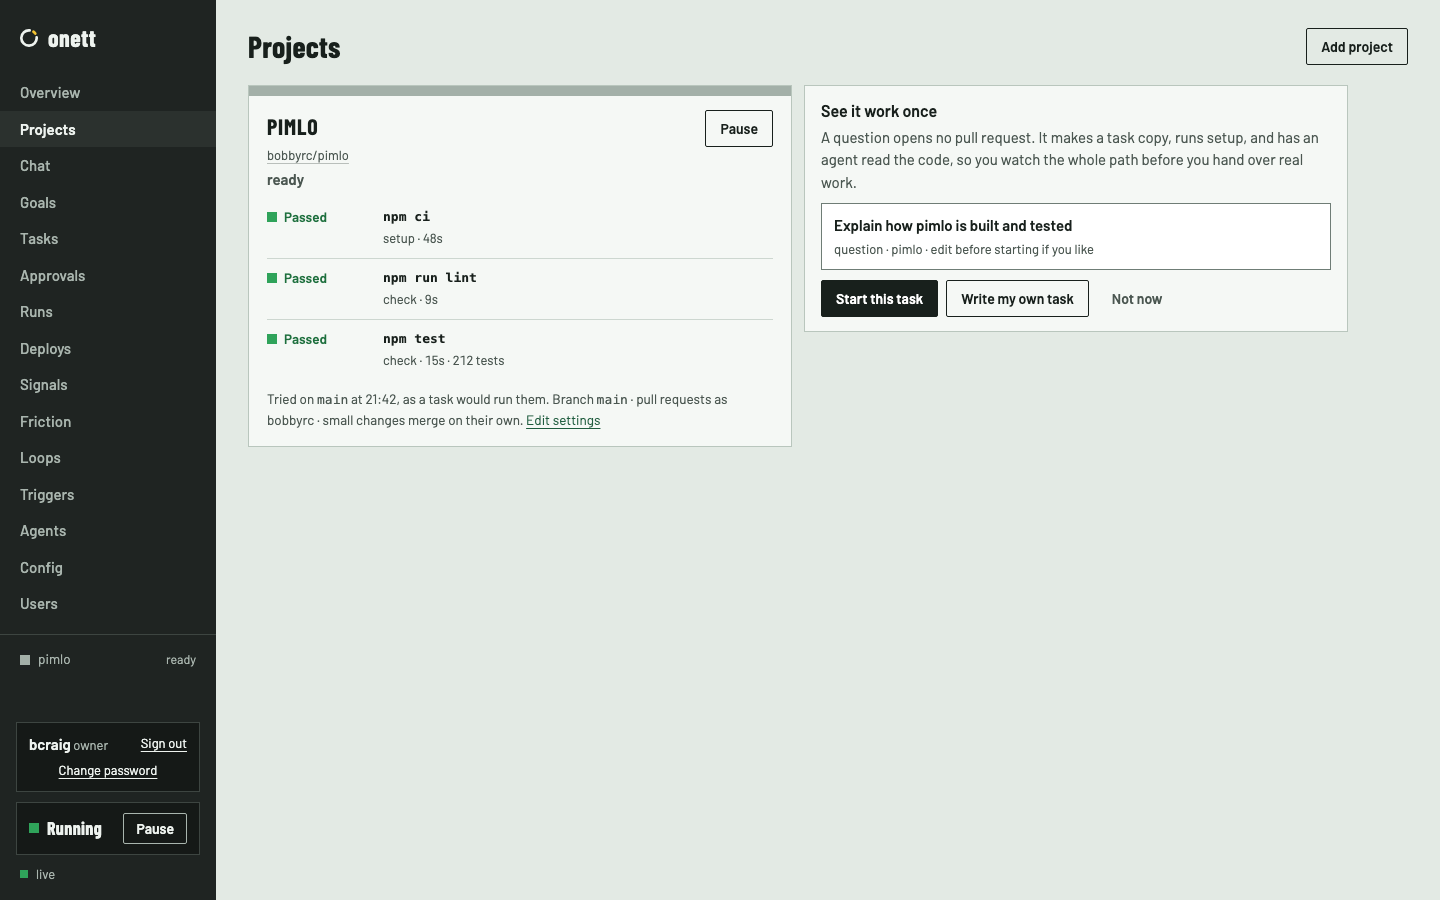 onett
Overview
Projects
Chat
Goals
Tasks
Approvals
Runs
Deploys
Signals
Friction
Loops
Triggers
Agents
Config
Users
pimlo ready
bcraig owner Sign out
Change password
Running Pause
live
Projects
Add project
PIMLO
Pause
bobbyrc/pimlo
ready
Passed npm ci
setup · 48s
Passed npm run lint
check · 9s
Passed npm test
check · 15s · 212 tests
Tried on main at 21:42, as a task would run them. Branch main · pull requests as
bobbyrc · small changes merge on their own. Edit settings
See it work once
A question opens no pull request. It makes a task copy, runs setup, and has an
agent read the code, so you watch the whole path before you hand over real
work.
Explain how pimlo is built and tested
question · pimlo · edit before starting if you like
Start this task Write my own task Not now